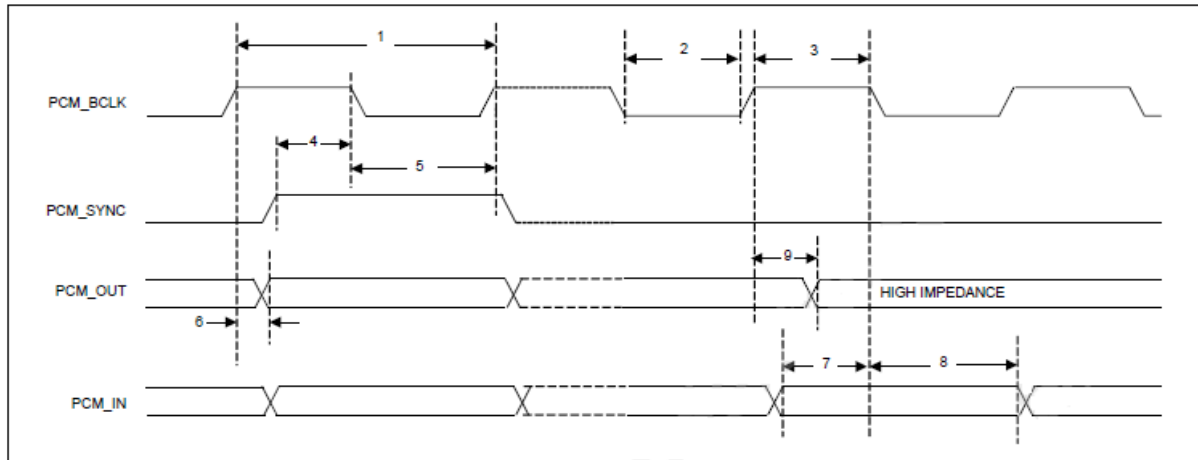 1
2
3
PCM_BCLK
4
5
PCM_SYNC
9
PCM_OUT
HIGH IMPEDANCE
6
7
8
PCM_IN